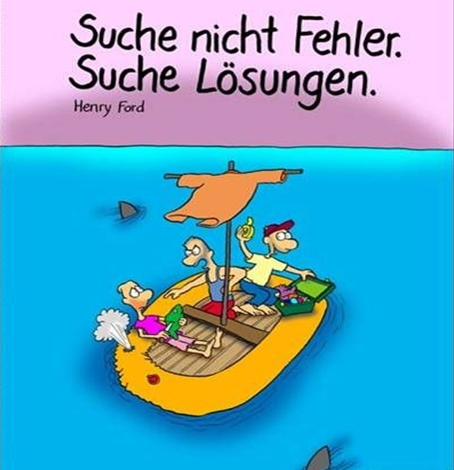 Suche nicht Fehler.
Suche Lösungen.
Henry Ford